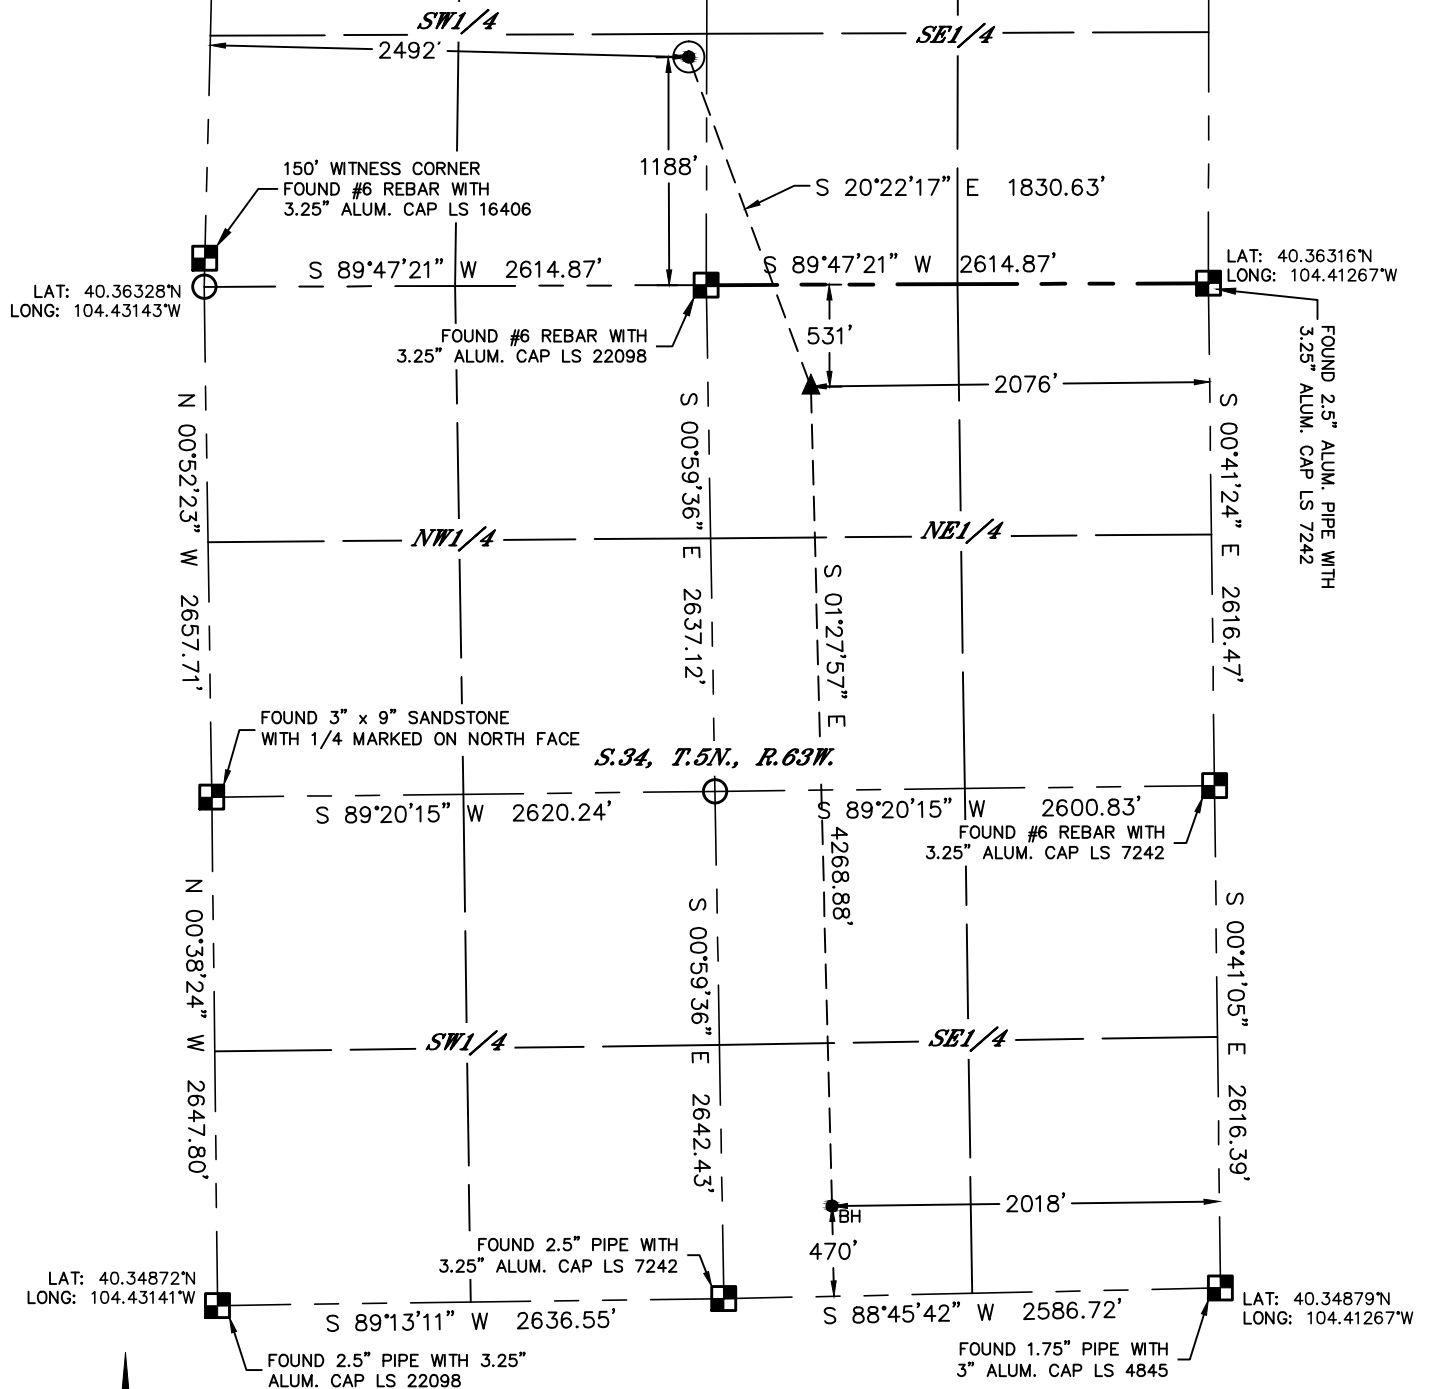 SW1/4
SE1/4
2492'
150' WITNESS CORNER
FOUND #6 REBAR WITH
3.25" ALUM. CAP LS 16406
1188'
S 20°22'17" E 1830.63'
S 89°47'21" W 2614.87'
S 89°47'21" W 2614.87'
LAT: 40.36316°N
LONG: 104.41267°W
LAT: 40.36328°N
LONG: 104.43143°W
FOUND #6 REBAR WITH
3.25" ALUM. CAP LS 22098
531'
FOUND 2.5" ALUM. PIPE WITH
3.25" ALUM. CAP LS 7242
2076'
N 00°52'23" W 2657.71'
S 00°59'36" E 2637.12'
S 00°41'24" E 2616.47'
NW1/4
NE1/4
S 01°27'57" E 4268.88'
FOUND 3" x 9" SANDSTONE
WITH 1/4 MARKED ON NORTH FACE
S.34, T.5N., R.63W.
S 89°20'15" W 2620.24'
S 89°20'15" W 2600.83'
FOUND #6 REBAR WITH
3.25" ALUM. CAP LS 7242
N 00°38'24" W 2647.80'
S 00°59'36" E 2642.43'
S 00°41'05" E 2616.39'
SW1/4
SE1/4
2018'
BH
470'
FOUND 2.5" PIPE WITH
3.25" ALUM. CAP LS 7242
LAT: 40.34872°N
LONG: 104.43141°W
S 89°13'11" W 2636.55'
S 88°45'42" W 2586.72'
LAT: 40.34879°N
LONG: 104.41267°W
FOUND 2.5" PIPE WITH 3.25"
ALUM. CAP LS 22098
FOUND 1.75" PIPE WITH
3" ALUM. CAP LS 4845